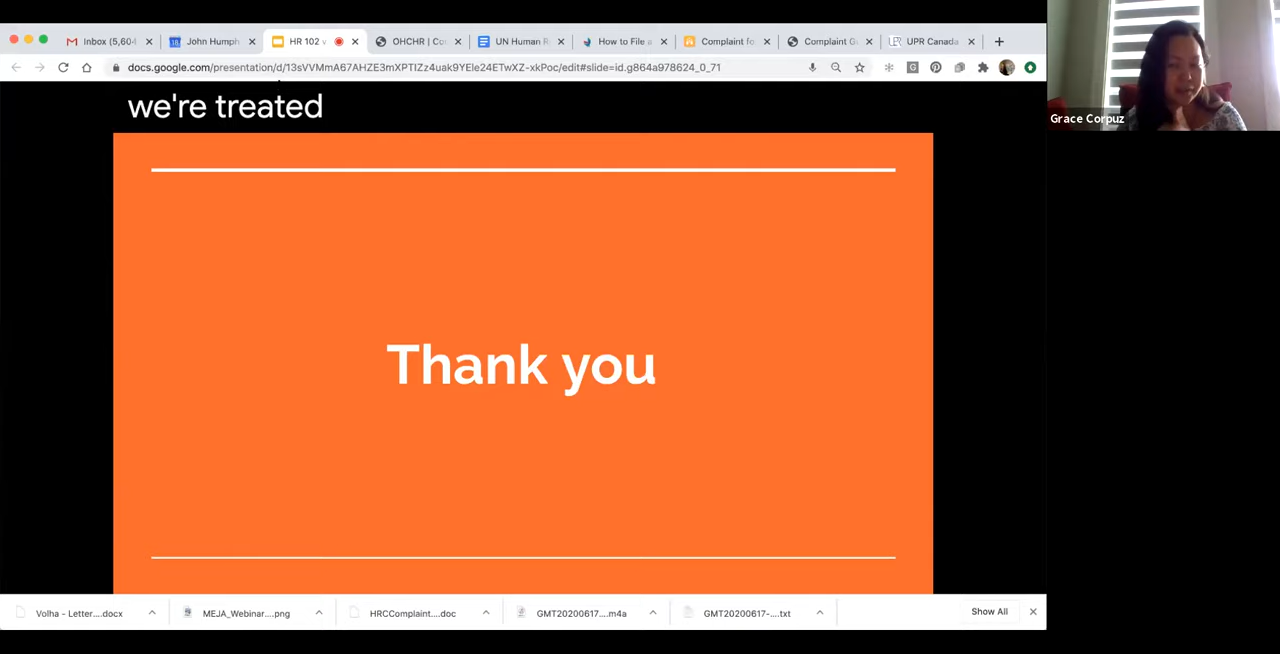 Inbox (5,60
John Humph
HR 102 v
OHCHR | Co
UN Human R
How to File a
Complaint fo
Complaint G
UPR Canada
docs.google.com/presentation/d/13sVVMmA67AHZE3mXPTIZz4uak9YEle24ETwXZ-xkPoc/edit#slide=id.g864a978624_0_71
we're treated
Grace Corpuz
Thank you
Volha - Letter....docx
MEJA_Webinar....png
HRCComplaint....doc
GMT20200617....m4a
GMT20200617-....txt
Show All